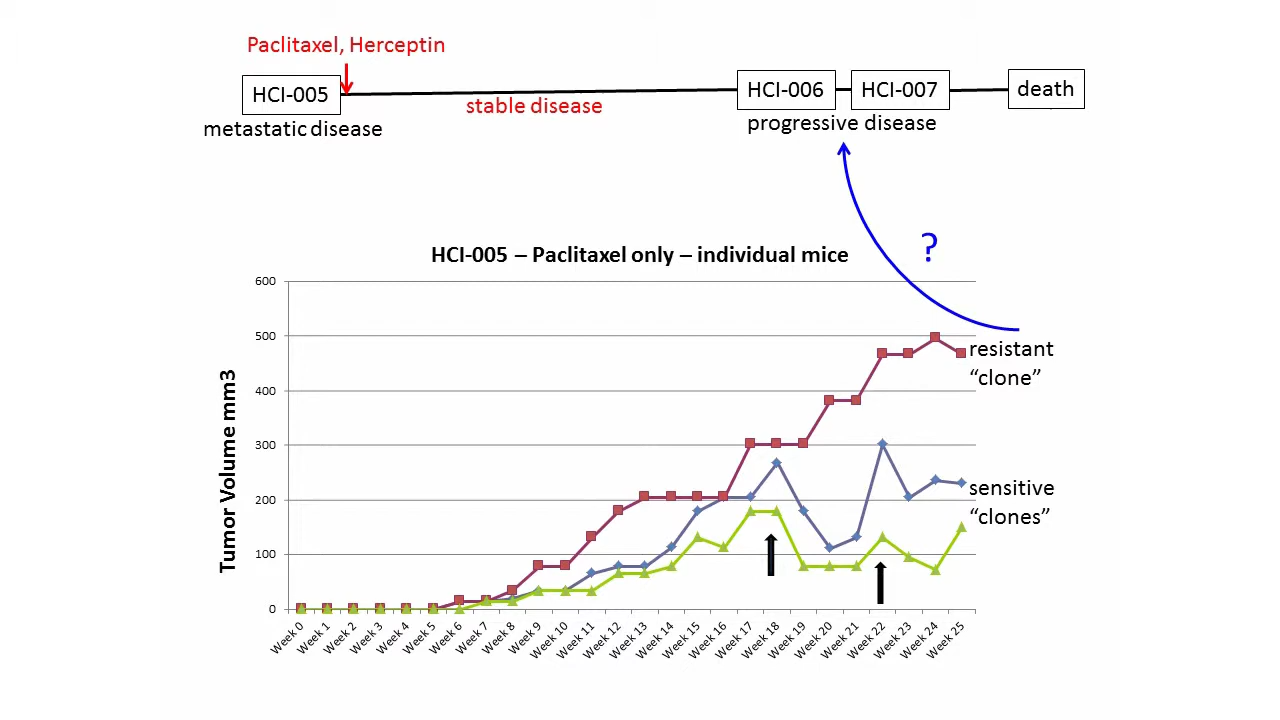 Paclitaxel, Herceptin
HCI-005
HCI-006
HCI-007
death
stable disease
metastatic disease
progressive disease
?
HCI-005 – Paclitaxel only – individual mice
Tumor Volume mm3
600
500
400
300
200
100
0
resistant
“clone”
sensitive
“clones”
Week 0
Week 1
Week 2
Week 3
Week 4
Week 5
Week 6
Week 7
Week 8
Week 9
Week 10
Week 11
Week 12
Week 13
Week 14
Week 15
Week 16
Week 17
Week 18
Week 19
Week 20
Week 21
Week 22
Week 23
Week 24
Week 25